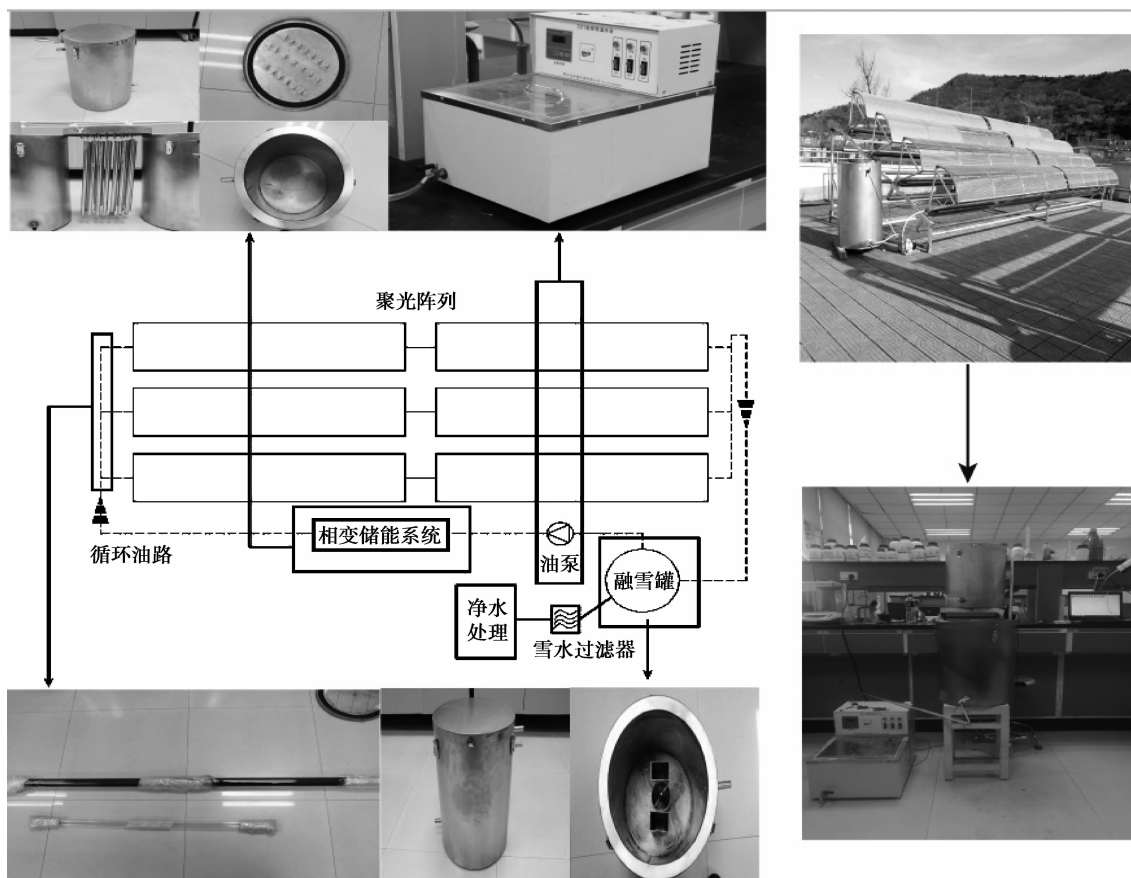 聚光阵列
相变储能系统
循环油路
油泵
融雪罐
净水
处理
雪水过滤器